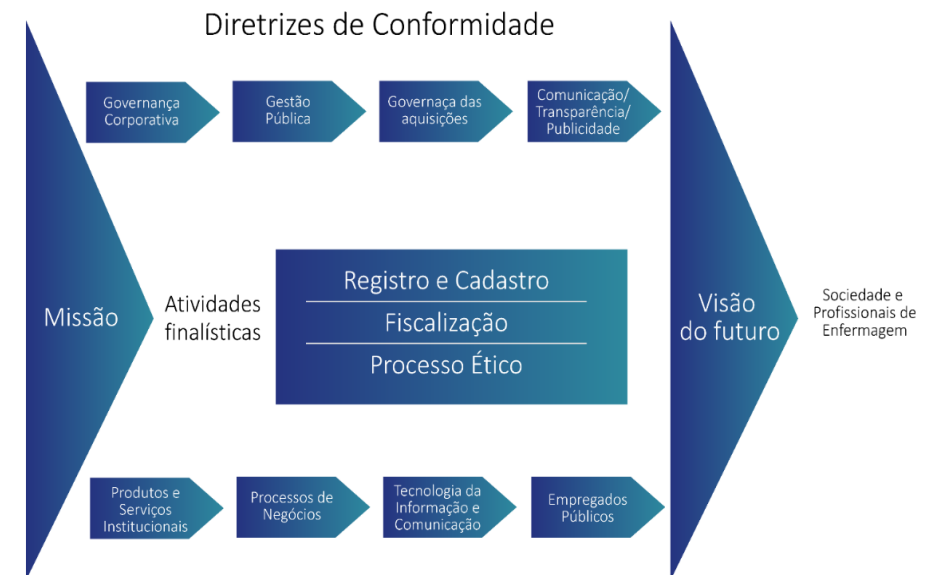 Diretrizes de Conformidade
Governança
Corporativa
Gestão
Pública
Governaça das
aquisições
Comunicação/
Transparência/
Publicidade
Missão
Atividades
finalísticas
Registro e Cadastro
Fiscalização
Processo Ético
Visão
do futuro
Sociedade e
Profissionais de
Enfermagem
Produtos e
Serviços
Institucionais
Processos de
Negócios
Tecnologia da
Informação e
Comunicação
Empregados
Públicos